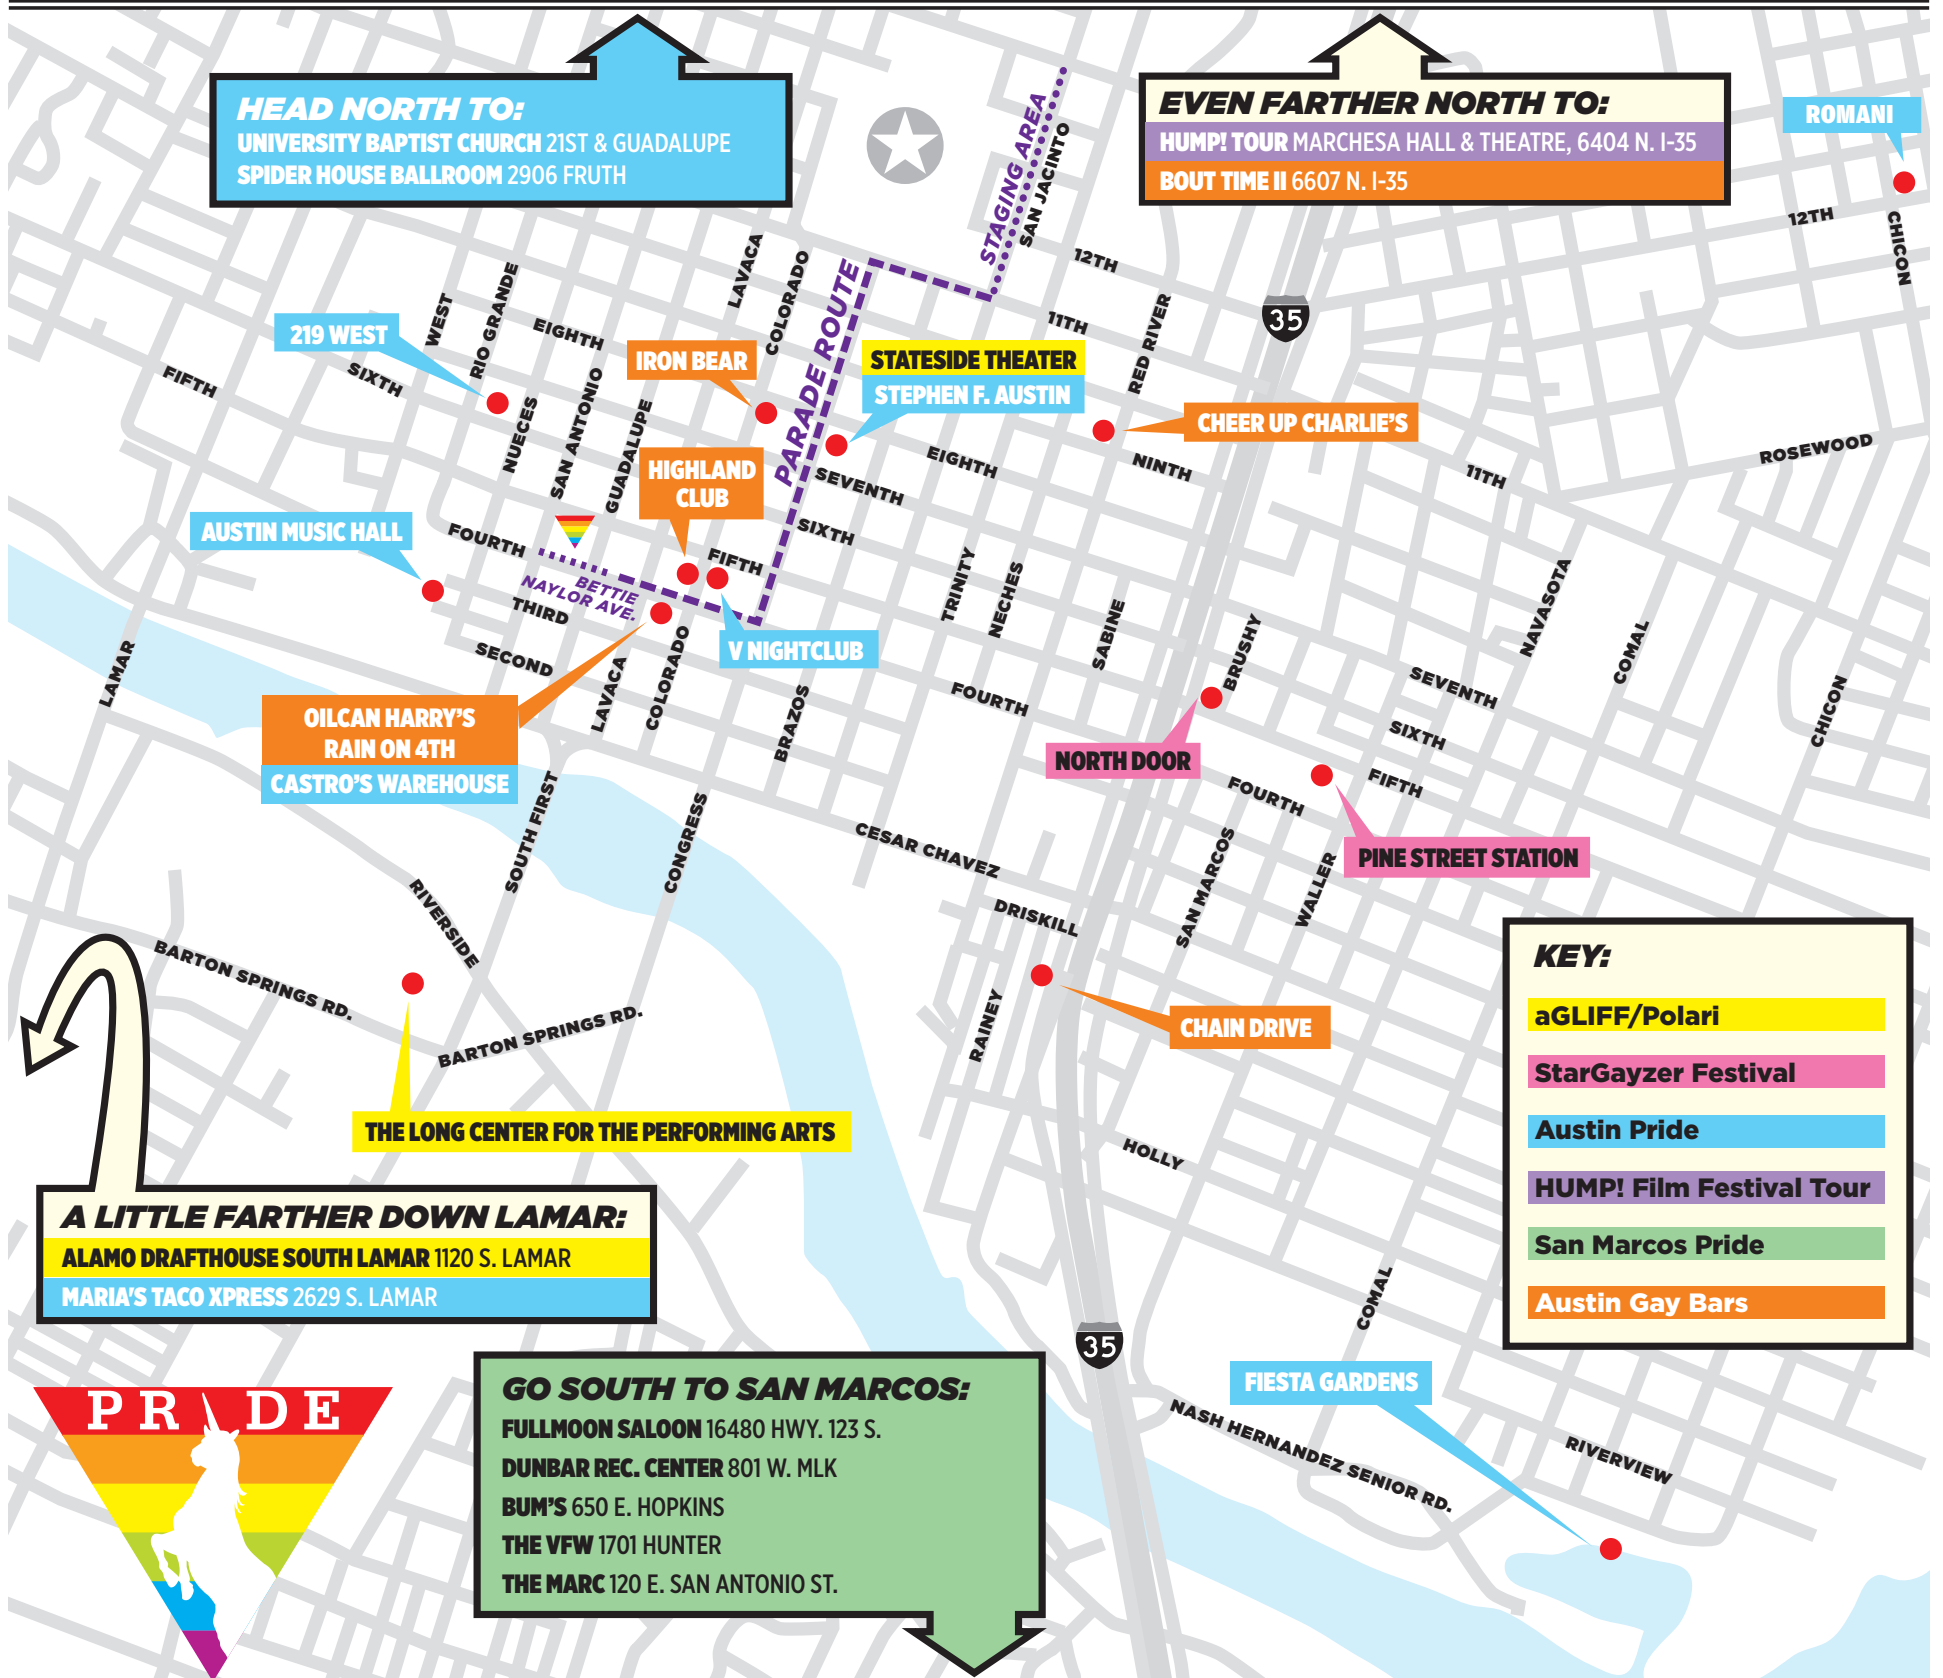 HEAD NORTH TO:
UNIVERSITY BAPTIST CHURCH 21ST & GUADALUPE
SPIDER HOUSE BALLROOM 2906 FRUTH
EVEN FARTHER NORTH TO:
HUMP! TOUR MARCHESA HALL & THEATRE, 6404 N. I-35
BOUT TIME II 6607 N. I-35
ROMANI
STAGING AREA
SAN JACINTO
12TH
12TH
CHICON
LAVACA
COLORADO
PARADE ROUTE
WEST
RIO GRANDE
EIGHTH
219 WEST
IRON BEAR
STATESIDE THEATER
STEPHEN F. AUSTIN
11TH
RED RIVER
35
FIFTH
SIXTH
NUECES
SAN ANTONIO
GUADALUPE
CHEER UP CHARLIE'S
HIGHLAND
CLUB
SEVENTH
EIGHTH
NINTH
11TH
ROSEWOOD
AUSTIN MUSIC HALL
FOURTH
SIXTH
FIFTH
BETTIE
NAYLOR AVE.
THIRD
SECOND
V NIGHTCLUB
TRINITY
NECHES
SABINE
BRUSHY
NAVASOTA
COMAL
CHICON
LAMAR
LAVACA
COLORADO
BRAZOS
FOURTH
SEVENTH
SIXTH
FIFTH
FOURTH
OILCAN HARRY'S
RAIN ON 4TH
CASTRO'S WAREHOUSE
NORTH DOOR
PINE STREET STATION
SOUTH FIRST
CONGRESS
CESAR CHAVEZ
SAN MARCOS
WALLER
RIVERSIDE
DRISKILL
BARTON SPRINGS RD.
BARTON SPRINGS RD.
RAINEY
CHAIN DRIVE
THE LONG CENTER FOR THE PERFORMING ARTS
HOLLY
KEY:
aGLIFF/Polari
StarGayzer Festival
Austin Pride
HUMP! Film Festival Tour
San Marcos Pride
Austin Gay Bars
A LITTLE FARTHER DOWN LAMAR:
ALAMO DRAFTHOUSE SOUTH LAMAR 1120 S. LAMAR
MARIA'S TACO XPRESS 2629 S. LAMAR
COMAL
35
FIESTA GARDENS
NASH HERNANDEZ SENIOR RD.
RIVERVIEW
PRIDE
GO SOUTH TO SAN MARCOS:
FULLMOON SALOON 16480 HWY. 123 S.
DUNBAR REC. CENTER 801 W. MLK
BUM'S 650 E. HOPKINS
THE VFW 1701 HUNTER
THE MARC 120 E. SAN ANTONIO ST.